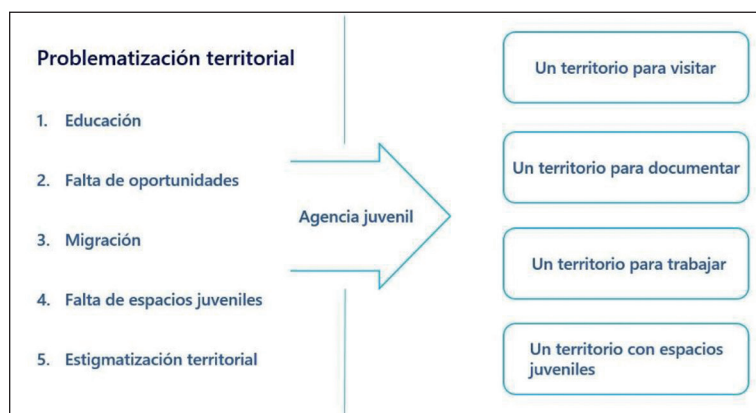 Problematización territorial
1. Educación
2. Falta de oportunidades
3. Migración
4. Falta de espacios juveniles
5. Estigmatización territorial
Agencia juvenil
Un territorio para visitar
Un territorio para documentar
Un territorio para trabajar
Un territorio con espacios
juveniles